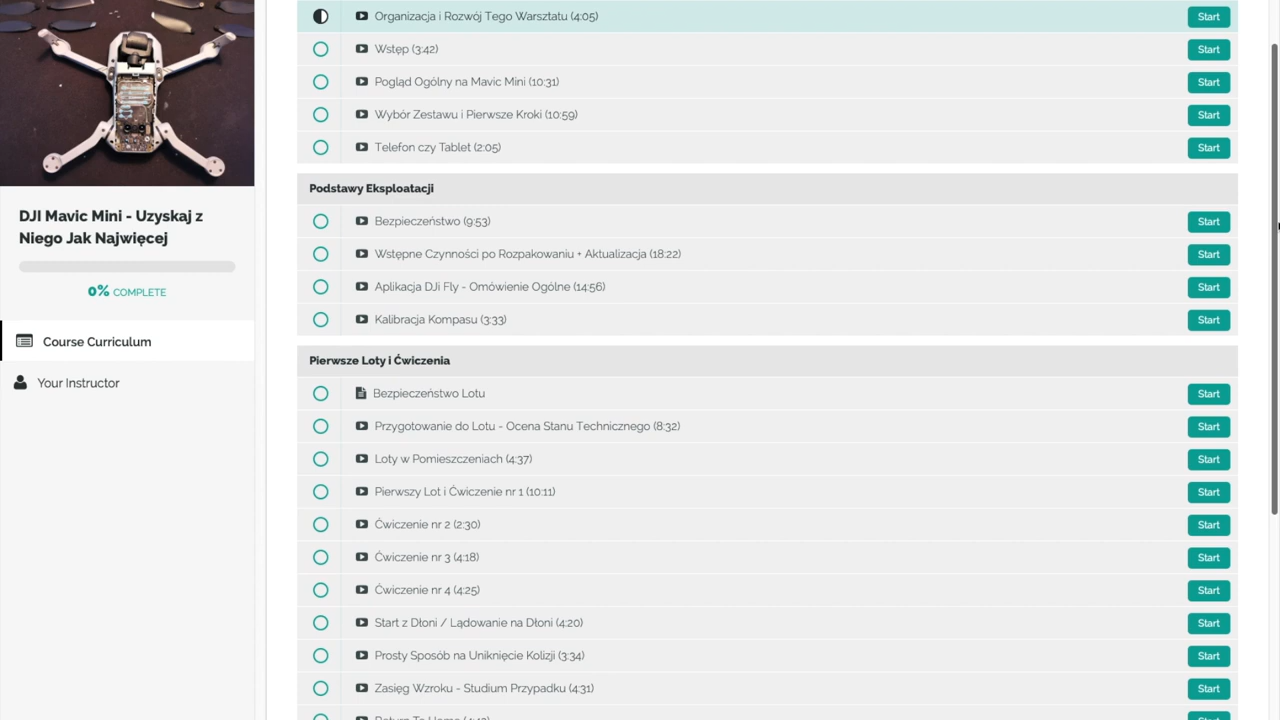 Organizacja i Rozwój Tego Warsztatu (4:05)
Start
Wstęp (3:42)
Start
Pogląd Ogólny na Mavic Mini (10:31)
Start
Wybór Zestawu i Pierwsze Kroki (10:59)
Start
Telefon czy Tablet (2:05)
Start
Podstawy Eksploatacji
Bezpieczeństwo (9:53)
Start
Wstępne Czynności po Rozpakowaniu + Aktualizacja (18:22)
Start
Aplikacja DJi Fly - Omówienie Ogólne (14:56)
Start
Kalibracja Kompasu (3:33)
Start
Pierwsze Loty i Ćwiczenia
Bezpieczeństwo Lotu
Start
Przygotowanie do Lotu - Ocena Stanu Technicznego (8:32)
Start
Loty w Pomieszczeniach (4:37)
Start
Pierwszy Lot i Ćwiczenie nr 1 (10:11)
Start
Ćwiczenie nr 2 (2:30)
Start
Ćwiczenie nr 3 (4:18)
Start
Ćwiczenie nr 4 (4:25)
Start
Start z Dłoni / Lądowanie na Dłoni (4:20)
Start
Prosty Sposób na Uniknięcie Kolizji (3:34)
Start
Zasięg Wzroku - Studium Przypadku (4:31)
Start
DJI Mavic Mini - Uzyskaj z
Niego Jak Najwięcej
0% COMPLETE
Course Curriculum
Your Instructor